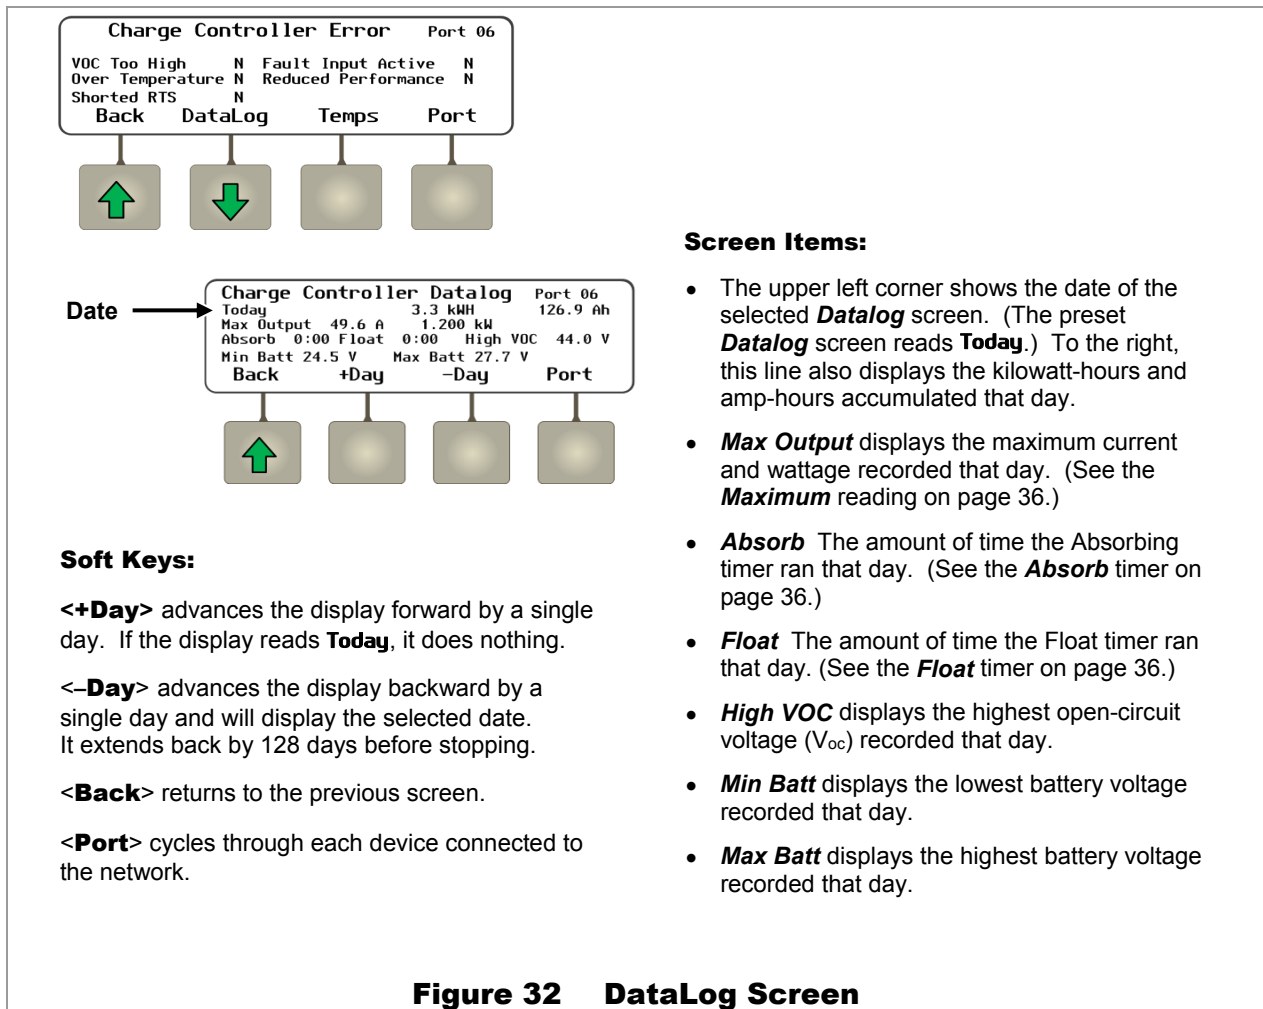 Charge Controller Error Port 06
VOC Too High N Fault Input Active N
Over Temperature N Reduced Performance N
Shorted RTS N
Back DataLog Temps Port
Date
Charge Controller Datalog Port 06
Today 3.3 kWH 126.9 Ah
Max Output 49.6 A 1.200 kW
Absorb 0:00 Float 0:00 High VOC 44.0 V
Min Batt 24.5 V Max Batt 27.7 V
Back +Day -Day Port
Soft Keys:
<+Day> advances the display forward by a single
day. If the display reads Today, it does nothing.
<–Day> advances the display backward by a
single day and will display the selected date.
It extends back by 128 days before stopping.
<Back> returns to the previous screen.
<Port> cycles through each device connected to
the network.
Screen Items:
• The upper left corner shows the date of the
selected Datalog screen. (The preset
Datalog screen reads Today.) To the right,
this line also displays the kilowatt-hours and
amp-hours accumulated that day.
• Max Output displays the maximum current
and wattage recorded that day. (See the
Maximum reading on page 36.)
• Absorb The amount of time the Absorbing
timer ran that day. (See the Absorb timer on
page 36.)
• Float The amount of time the Float timer ran
that day. (See the Float timer on page 36.)
• High VOC displays the highest open-circuit
voltage (Voc) recorded that day.
• Min Batt displays the lowest battery voltage
recorded that day.
• Max Batt displays the highest battery voltage
recorded that day.
Figure 32 DataLog Screen